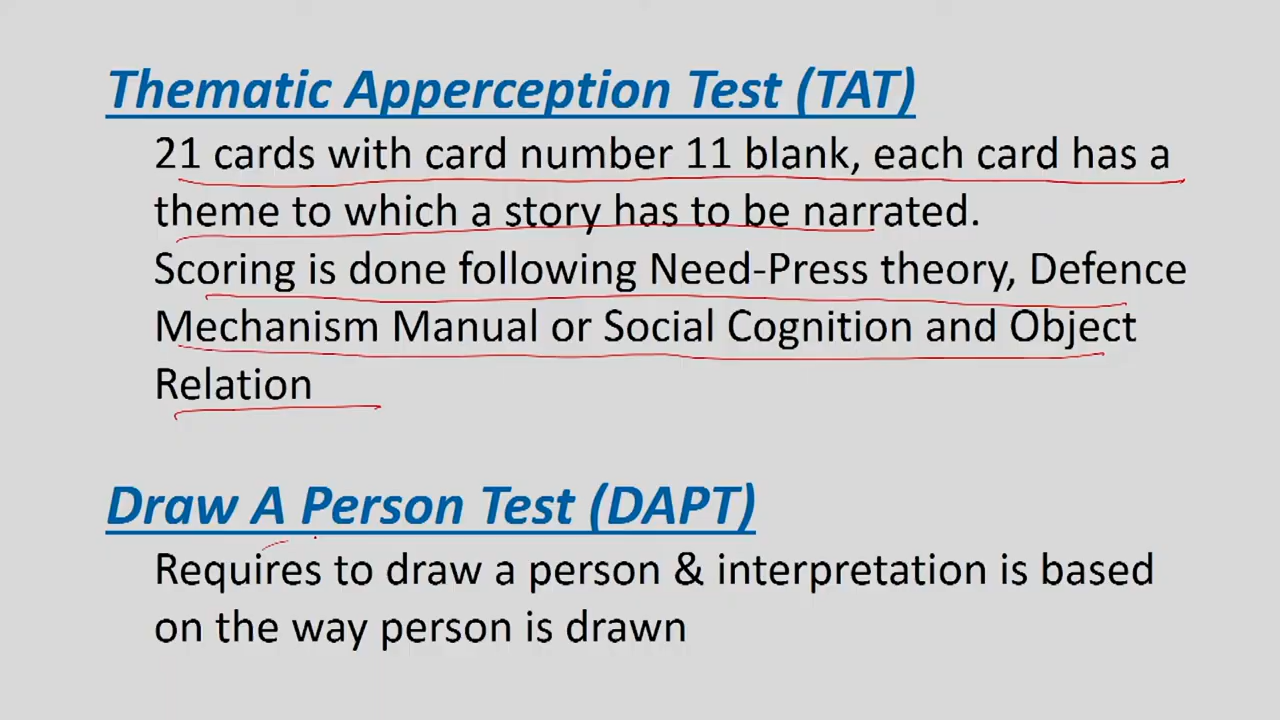 Thematic Apperception Test (TAT)
21 cards with card number 11 blank, each card has a
theme to which a story has to be narrated.
Scoring is done following Need-Press theory, Defence
Mechanism Manual or Social Cognition and Object
Relation
Draw A Person Test (DAPT)
Requires to draw a person & interpretation is based
on the way person is drawn